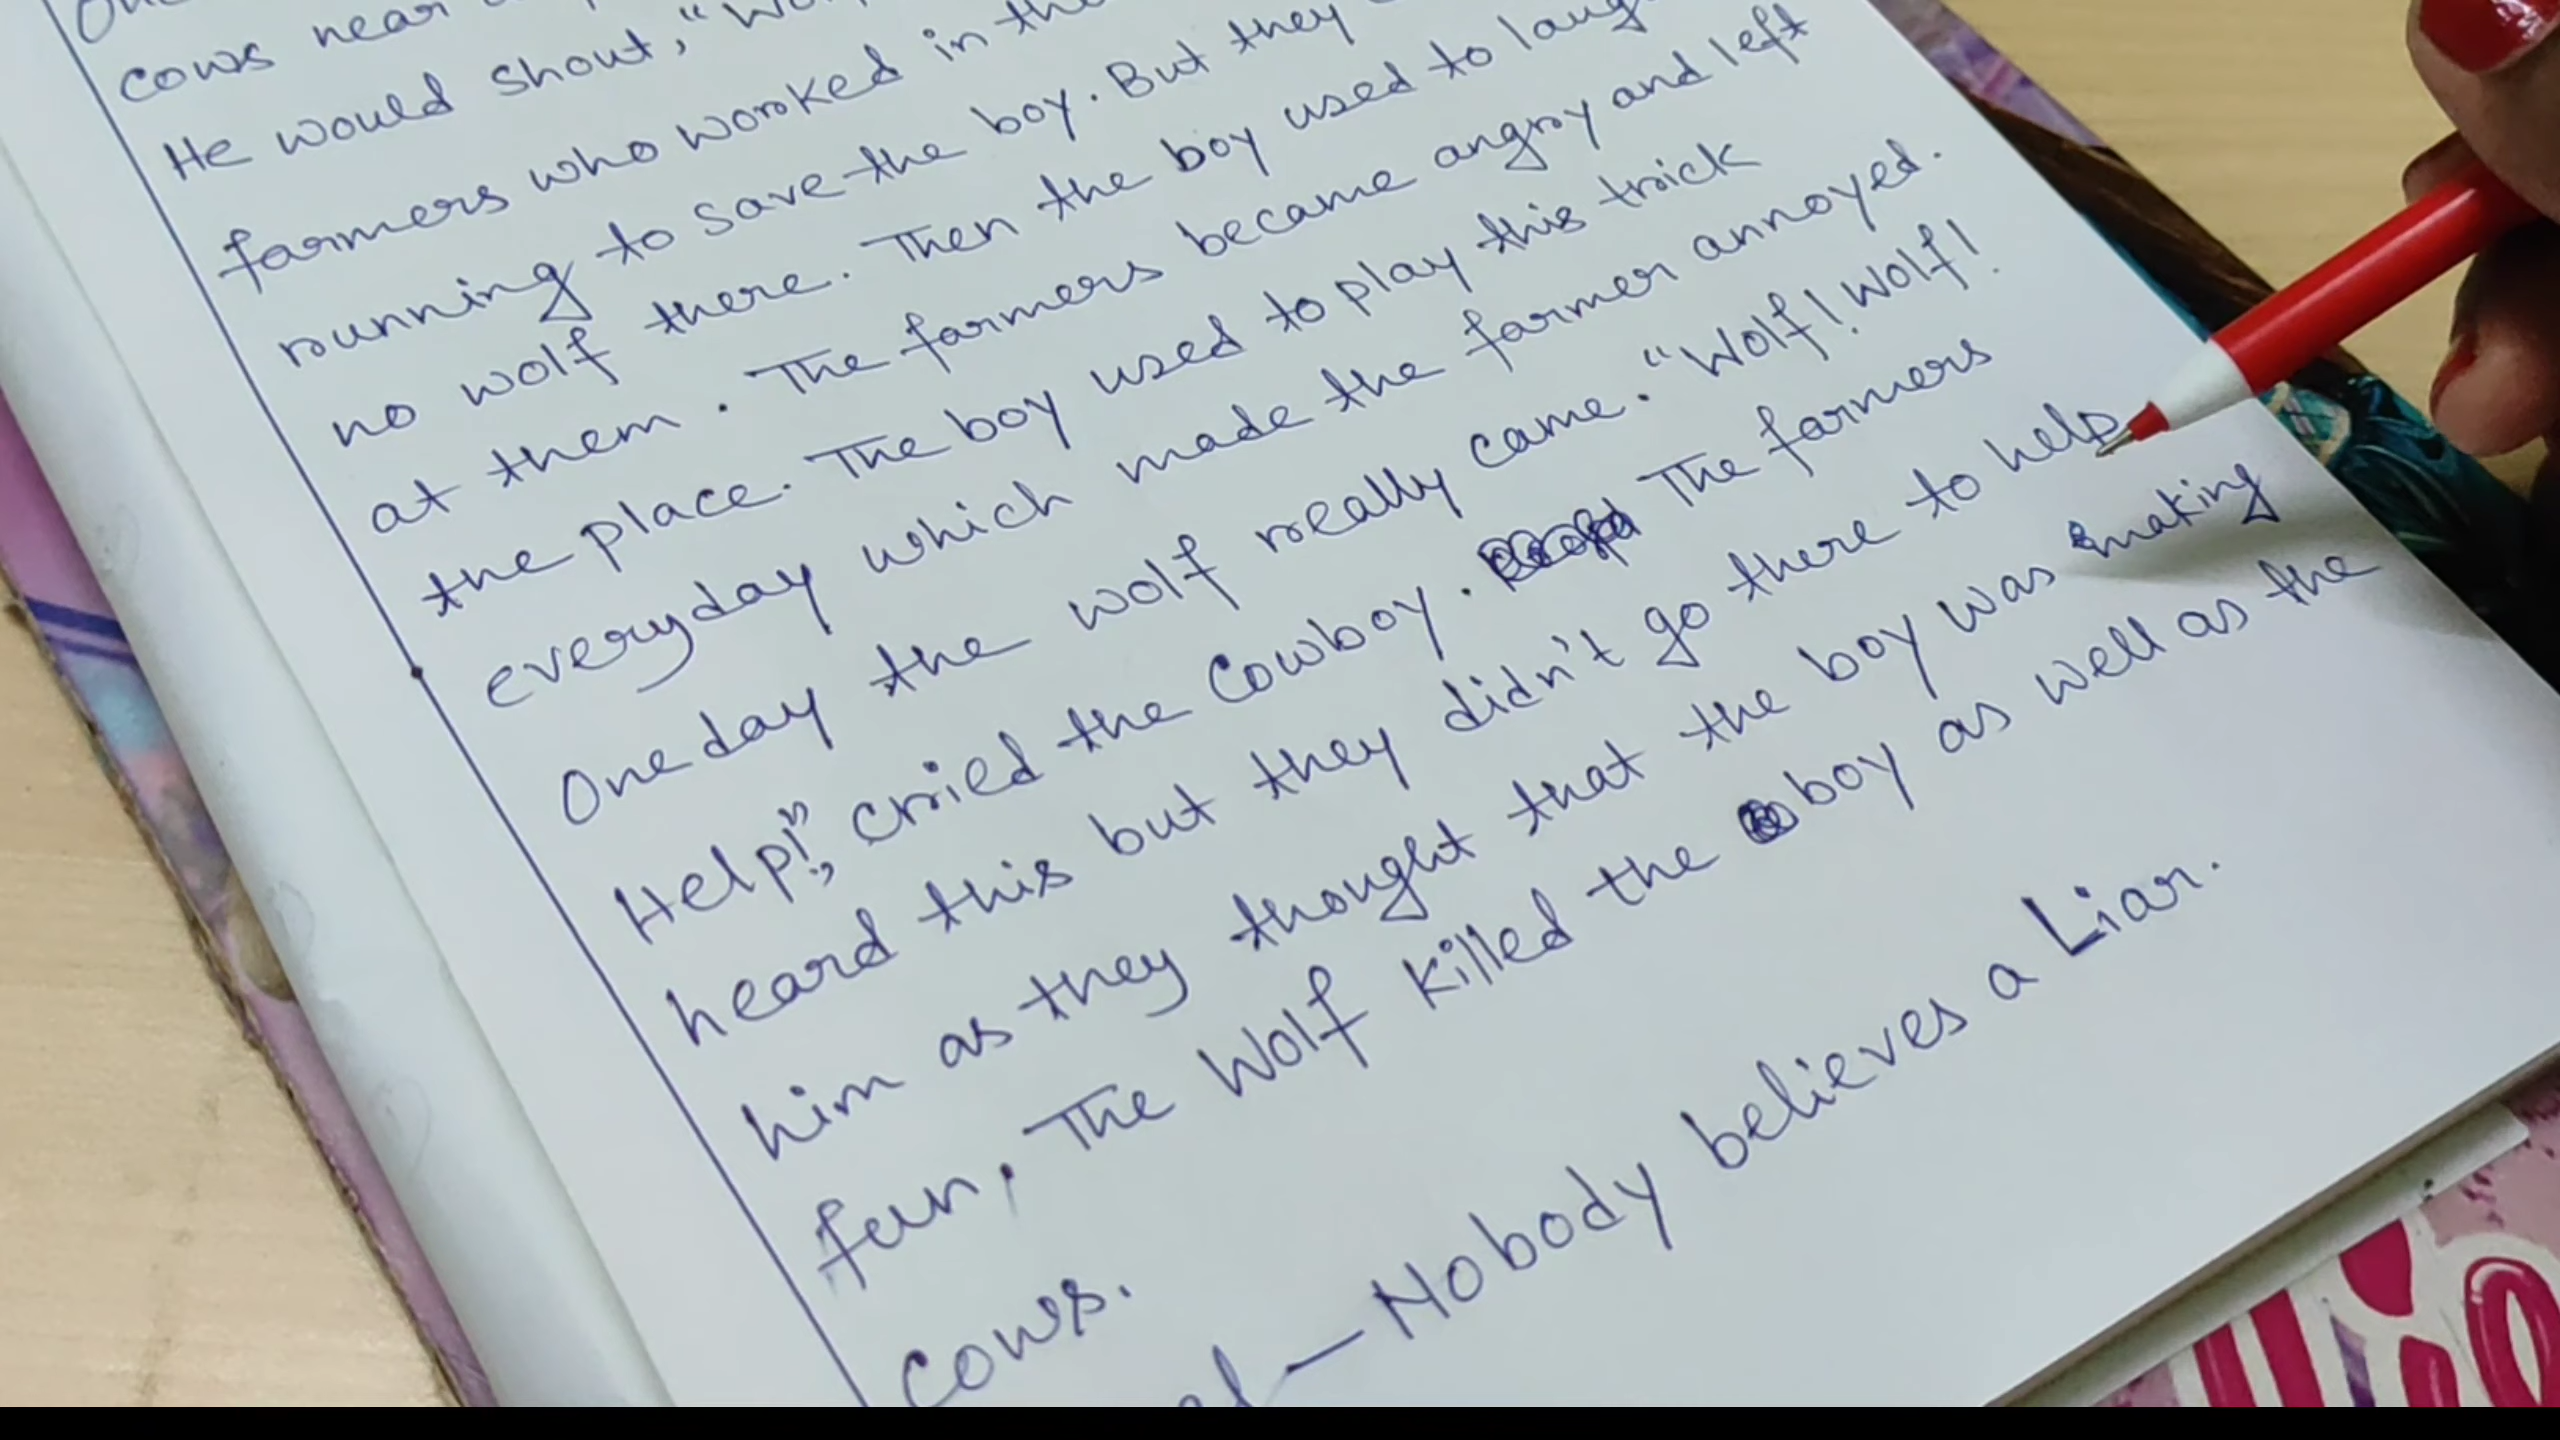 cows near
He would shout, "
farmers who worked in the
running to save the boy. But they
no wolf there. Then the boy used to
at them. The farmers became angry and left
the place. The boy used to play this trick
everyday which made the farmer annoyed.
One day the wolf really came. "Wolf! Wolf!
Help!", cried the Cowboy. The farmers
heard this but they didn't go there to help
him as they thought that the boy was making
fun. The Wolf killed the boy as well as the
cows.
— Nobody believes a Liar.